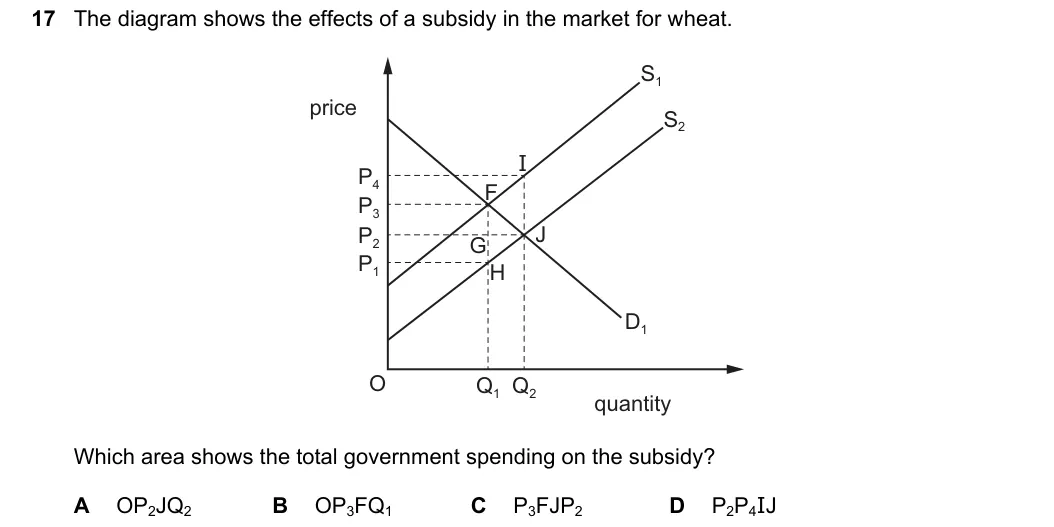 17 The diagram shows the effects of a subsidy in the market for wheat.
price
S₁
S₂
I
P₄
F
P₃
P₂
G
J
P₁
H
D₁
O
Q₁ Q₂
quantity
Which area shows the total government spending on the subsidy?
A OP₂JQ₂ B OP₃FQ₁ C P₃FJP₂ D P₂P₄IJ